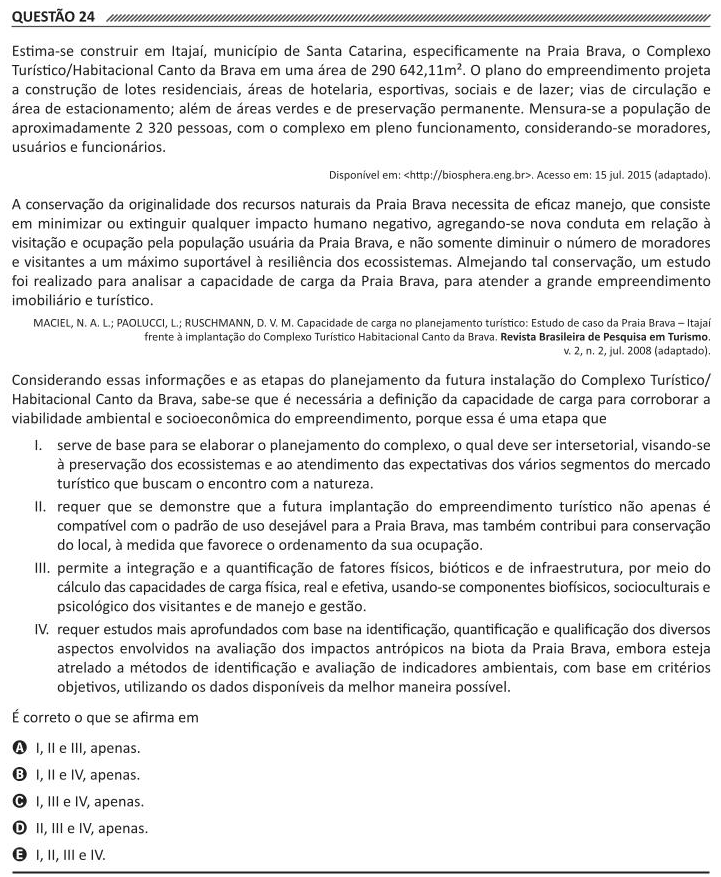 QUESTÃO 24
Estima-se construir em Itajaí, município de Santa Catarina, especificamente na Praia Brava, o Complexo
Turístico/Habitacional Canto da Brava em uma área de 290 642,11m². O plano do empreendimento projeta
a construção de lotes residenciais, áreas de hotelaria, esportivas, sociais e de lazer; vias de circulação e
área de estacionamento; além de áreas verdes e de preservação permanente. Mensura-se a população de
aproximadamente 2 320 pessoas, com o complexo em pleno funcionamento, considerando-se moradores,
usuários e funcionários.
Disponível em: <http://biosphera.eng.br>. Acesso em: 15 jul. 2015 (adaptado).
A conservação da originalidade dos recursos naturais da Praia Brava necessita de eficaz manejo, que consiste
em minimizar ou extinguir qualquer impacto humano negativo, agregando-se nova conduta em relação à
visitação e ocupação pela população usuária da Praia Brava, e não somente diminuir o número de moradores
e visitantes a um máximo suportável à resiliência dos ecossistemas. Almejando tal conservação, um estudo
foi realizado para analisar a capacidade de carga da Praia Brava, para atender a grande empreendimento
imobiliário e turístico.
MACIEL, N. A. L.; PAOLUCCI, L.; RUSCHMANN, D. V. M. Capacidade de carga no planejamento turístico: Estudo de caso da Praia Brava – Itajaí
frente à implantação do Complexo Turístico Habitacional Canto da Brava. Revista Brasileira de Pesquisa em Turismo.
v. 2, n. 2, jul. 2008 (adaptado).
Considerando essas informações e as etapas do planejamento da futura instalação do Complexo Turístico/
Habitacional Canto da Brava, sabe-se que é necessária a definição da capacidade de carga para corroborar a
viabilidade ambiental e socioeconômica do empreendimento, porque essa é uma etapa que
I. serve de base para se elaborar o planejamento do complexo, o qual deve ser intersetorial, visando-se
à preservação dos ecossistemas e ao atendimento das expectativas dos vários segmentos do mercado
turístico que buscam o encontro com a natureza.
II. requer que se demonstre que a futura implantação do empreendimento turístico não apenas é
compatível com o padrão de uso desejável para a Praia Brava, mas também contribui para conservação
do local, à medida que favorece o ordenamento da sua ocupação.
III. permite a integração e a quantificação de fatores físicos, bióticos e de infraestrutura, por meio do
cálculo das capacidades de carga física, real e efetiva, usando-se componentes biofísicos, socioculturais e
psicológico dos visitantes e de manejo e gestão.
IV. requer estudos mais aprofundados com base na identificação, quantificação e qualificação dos diversos
aspectos envolvidos na avaliação dos impactos antrópicos na biota da Praia Brava, embora esteja
atrelado a métodos de identificação e avaliação de indicadores ambientais, com base em critérios
objetivos, utilizando os dados disponíveis da melhor maneira possível.
É correto o que se afirma em
A I, II e III, apenas.
B I, II e IV, apenas.
C I, III e IV, apenas.
D II, III e IV, apenas.
E I, II, III e IV.